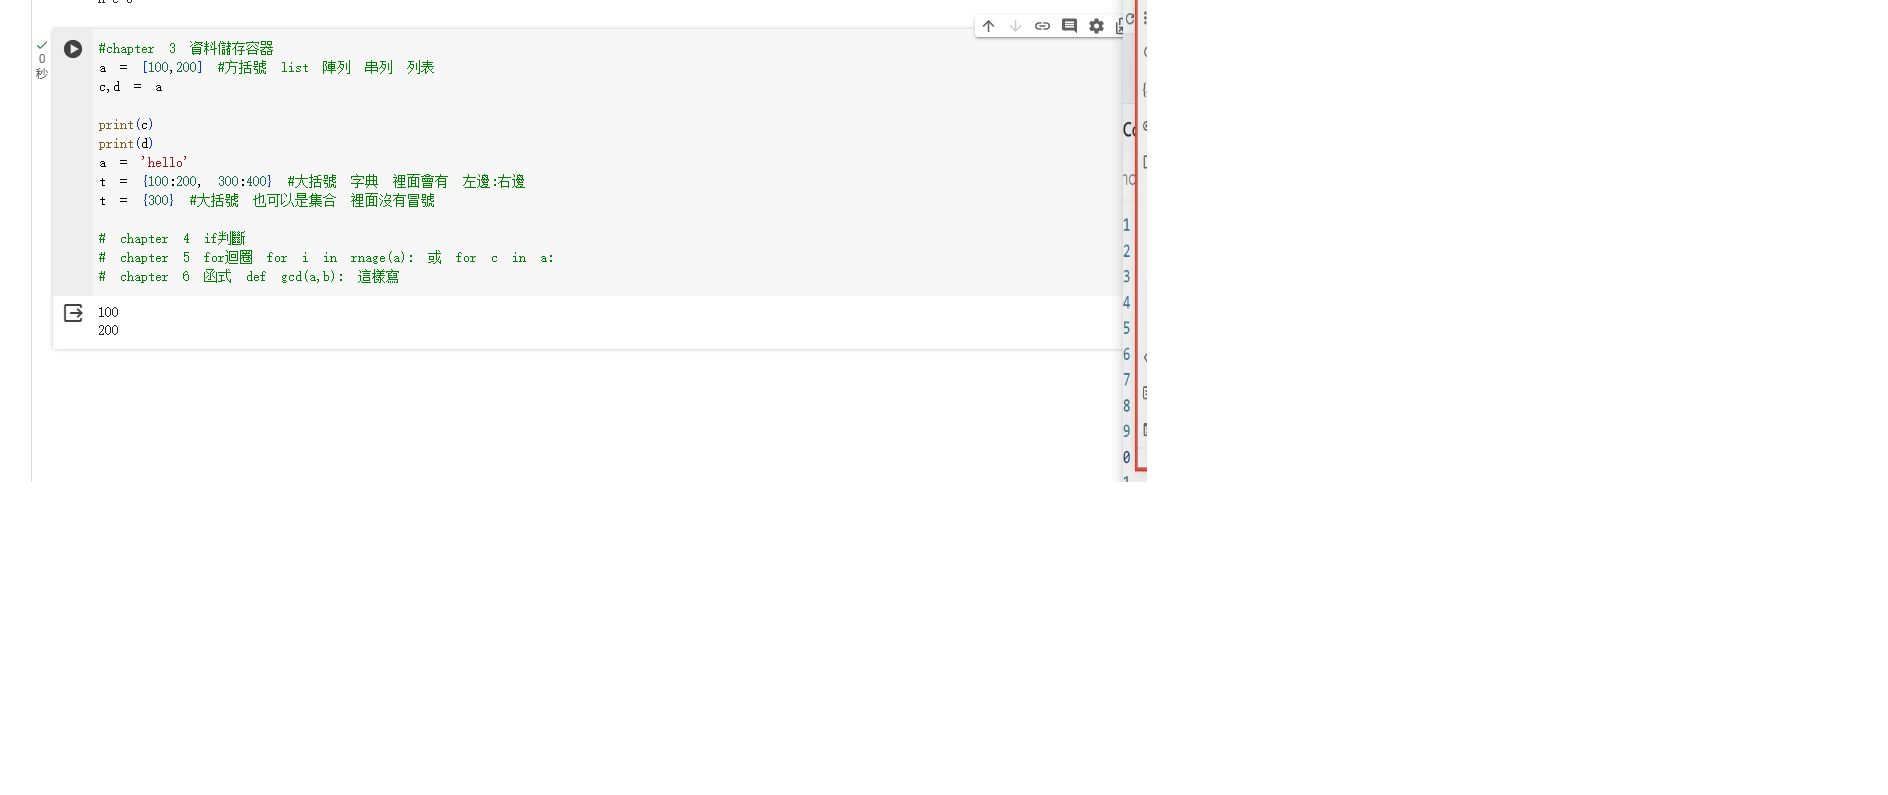 #chapter 3 資料儲存容器
a = [100,200] #方括號 list 陣列 串列 列表
c,d = a
print(c)
print(d)
a = 'hello'
t = {100:200, 300:400} #大括號 字典 裡面會有 左邊:右邊
t = {300} #大括號 也可以是集合 裡面沒有冒號
# chapter 4 if判斷
# chapter 5 for迴圈 for i in rnage(a): 或 for c in a:
# chapter 6 函式 def gcd(a,b): 這樣寫
0
秒
100
200
Co
1
2
3
4
5
6
7
8
9
0